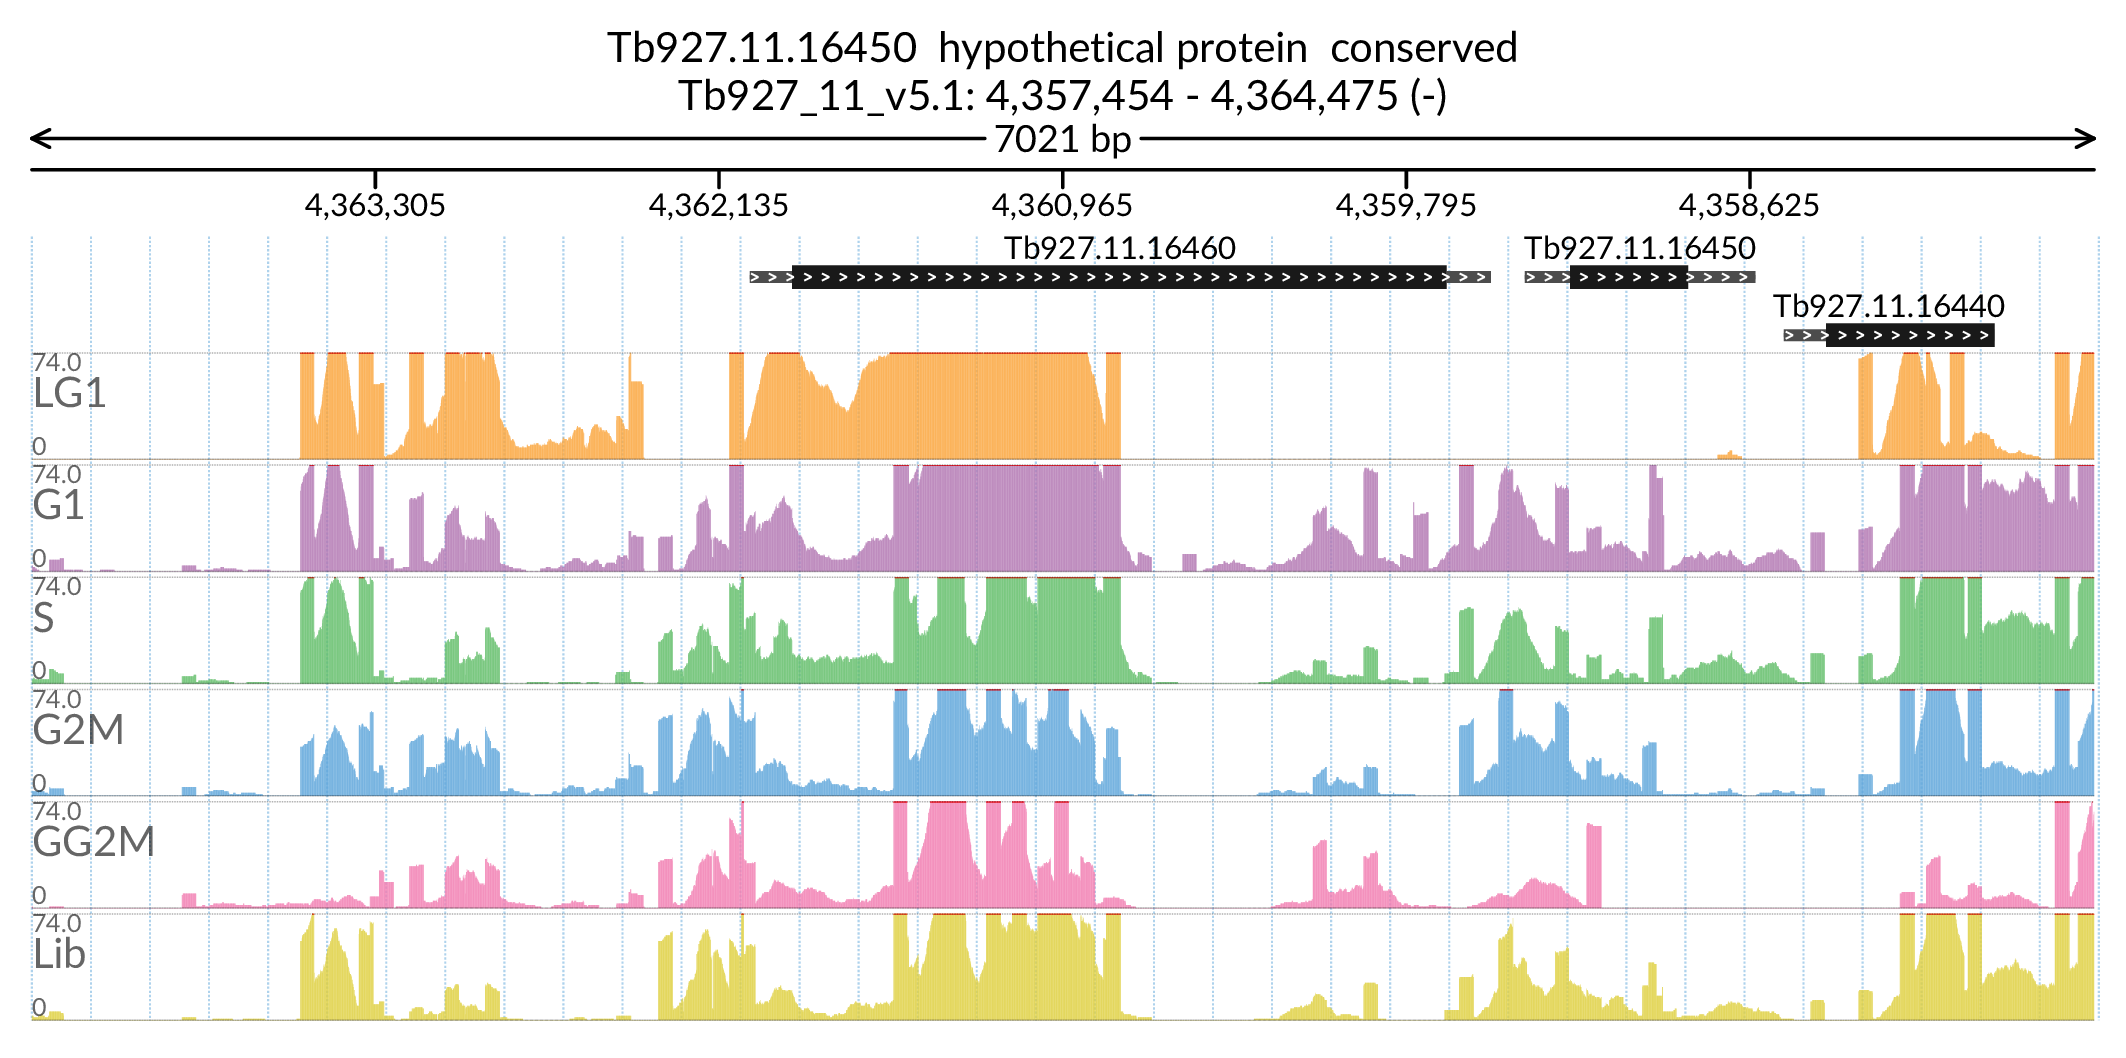 Tb927.11.16450 hypothetical protein conserved
Tb927_11_v5.1: 4,357,454 - 4,364,475 (-)
7021 bp
4,363,305 4,362,135 4,360,965 4,359,795 4,358,625
Tb927.11.16460 Tb927.11.16450
Tb927.11.16440
74.0
LG1
0
74.0
G1
0
74.0
S
0
74.0
G2M
0
74.0
GG2M
0
74.0
Lib
0